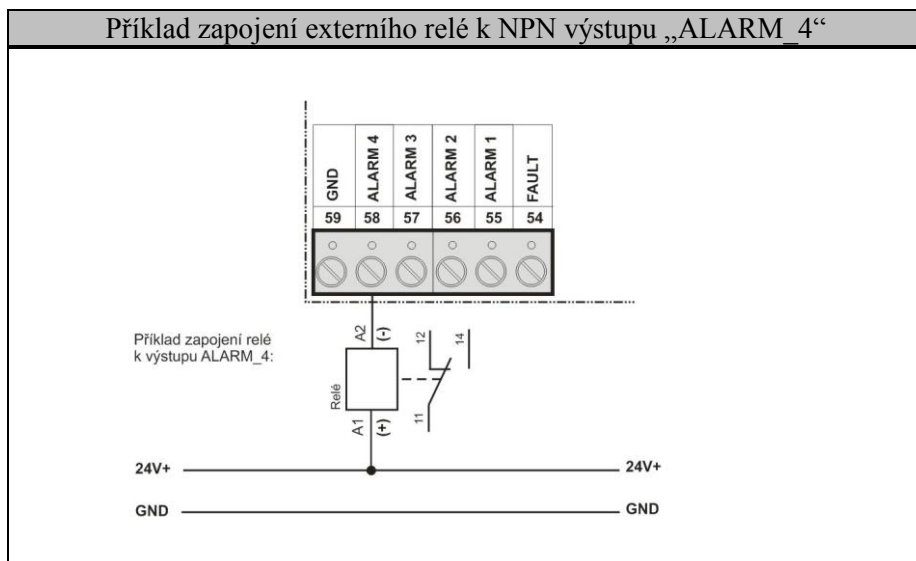 Příklad zapojení externího relé k NPN výstupu „ALARM_4“
GND
ALARM 4
ALARM 3
ALARM 2
ALARM 1
FAULT
59 58 57 56 55 54
Příklad zapojení relé
k výstupu ALARM_4:
A2
(-)
12
14
Relé
A1
(+)
11
24V+ 24V+
GND GND